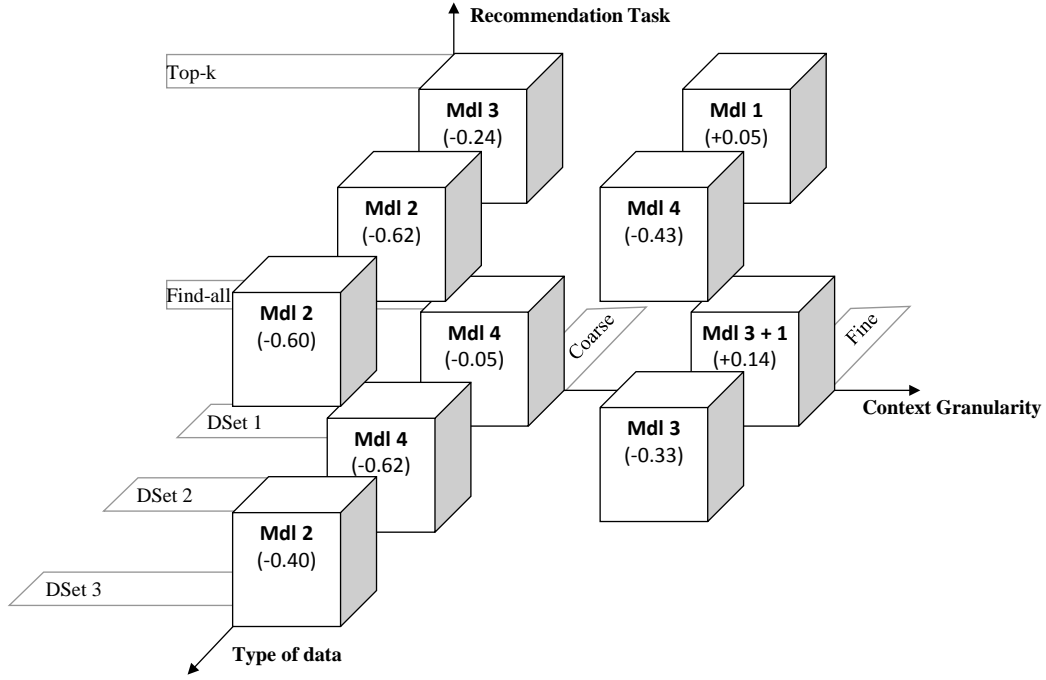 Recommendation Task
Top-k
Mdl 3
(-0.24)
Mdl 1
(+0.05)
Mdl 2
(-0.62)
Mdl 4
(-0.43)
Find-all
Mdl 2
(-0.60)
Mdl 4
(-0.05)
Coarse
Mdl 3 + 1
(+0.14)
Fine
Context Granularity
DSet 1
Mdl 4
(-0.62)
Mdl 3
(-0.33)
DSet 2
Mdl 2
(-0.40)
DSet 3
Type of data